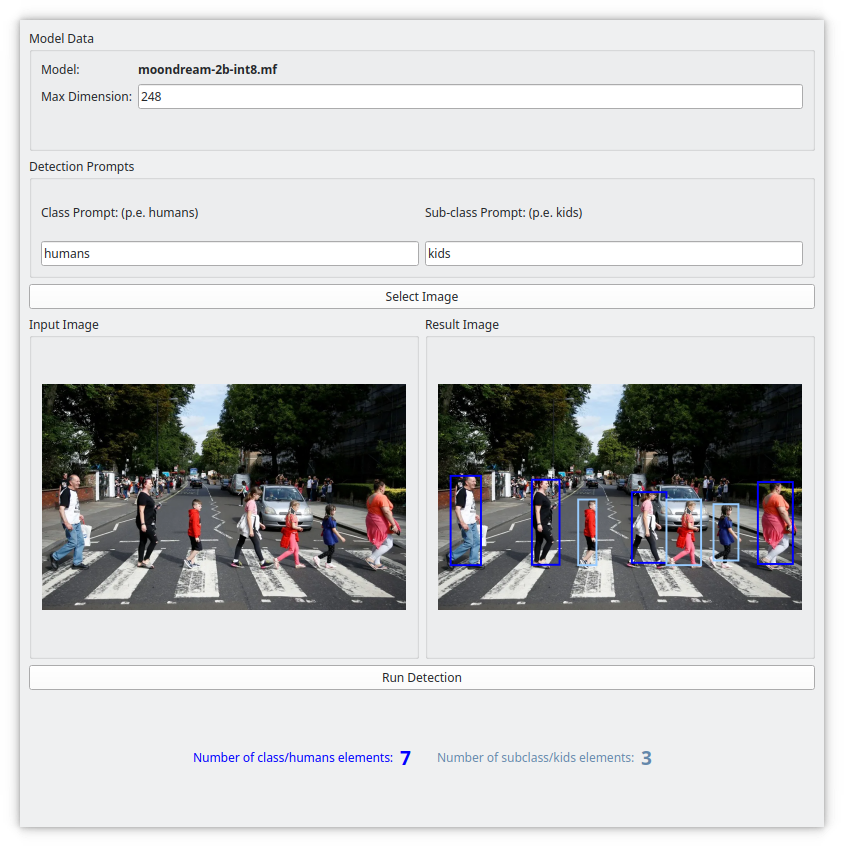 Model Data
Model: moondream-2b-int8.mf
Max Dimension: 248
Detection Prompts
Class Prompt: (p.e. humans) Sub-class Prompt: (p.e. kids)
humans kids
Select Image
Input Image Result Image
Run Detection
Number of class/humans elements: 7 Number of subclass/kids elements: 3